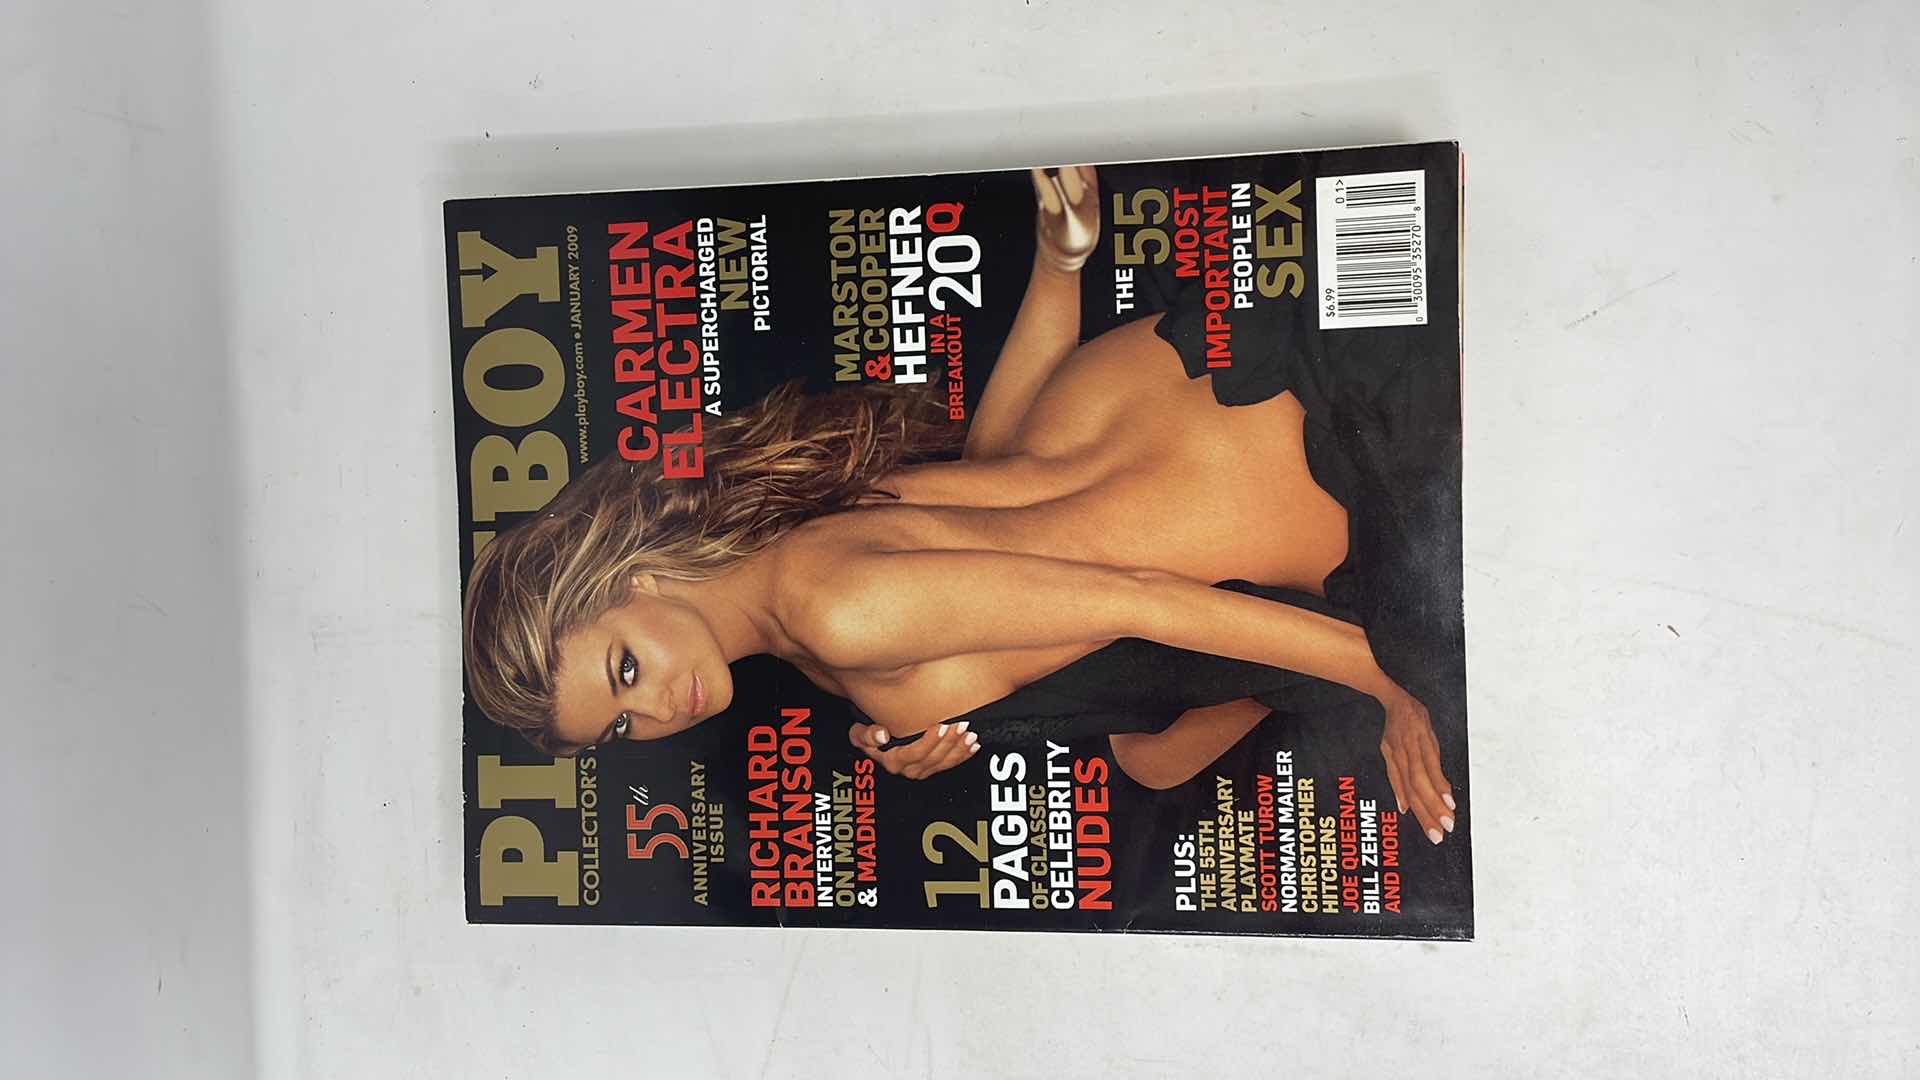 PL YBOY
COLLECTOR'S
www.playboy.com • JANUARY 2009
55th
ANNIVERSARY
ISSUE
CARMEN
ELECTRA
A SUPERCHARGED
NEW
PICTORIAL
RICHARD
BRANSON
INTERVIEW
ON MONEY
& MADNESS
MARSTON
& COOPER
HEFNER
IN A
BREAKOUT
20Q
12
PAGES
OF CLASSIC
CELEBRITY
NUDES
THE 55
MOST
IMPORTANT
PEOPLE IN
SEX
PLUS:
THE 55TH
ANNIVERSARY
PLAYMATE
SCOTT TUROW
NORMAN MAILER
CHRISTOPHER
HITCHENS
JOE QUEENAN
BILL ZEHME
AND MORE
$6.99
01>
0 30095 35270 8